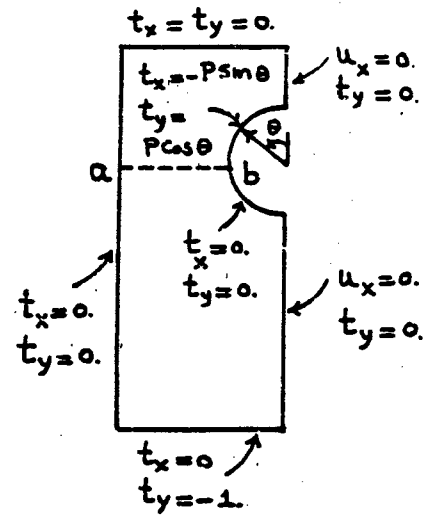 tx = ty = 0.
tx = -Psinθ
ty =
Pcosθ
θ
ux = 0.
ty = 0.
a
b
tx = 0.
ty = 0.
tx = 0.
ty = 0.
ux = 0.
ty = 0.
tx = 0
ty = -1.